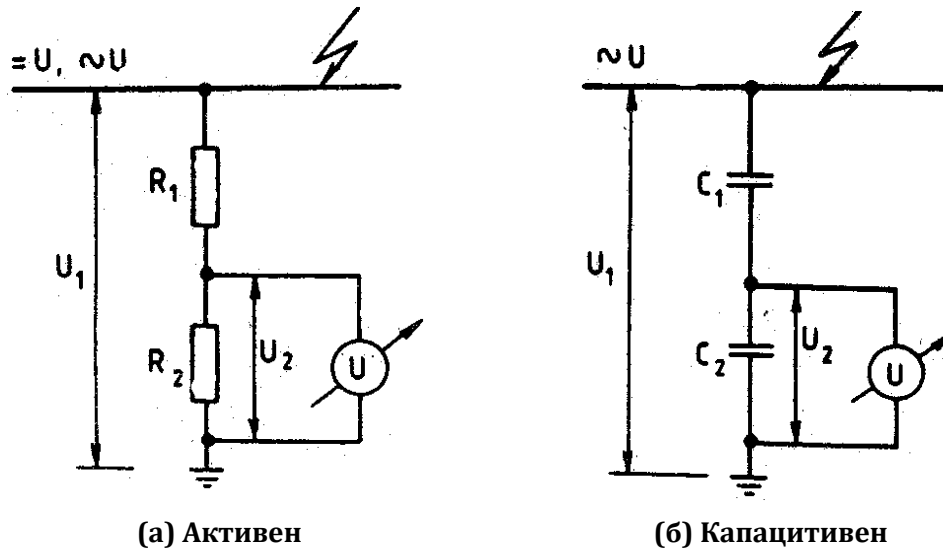 =U, ~U
R₁
U₁
R₂
U₂
U
(a) Активен
~U
C₁
U₁
C₂
U₂
U
(б) Капацитивен